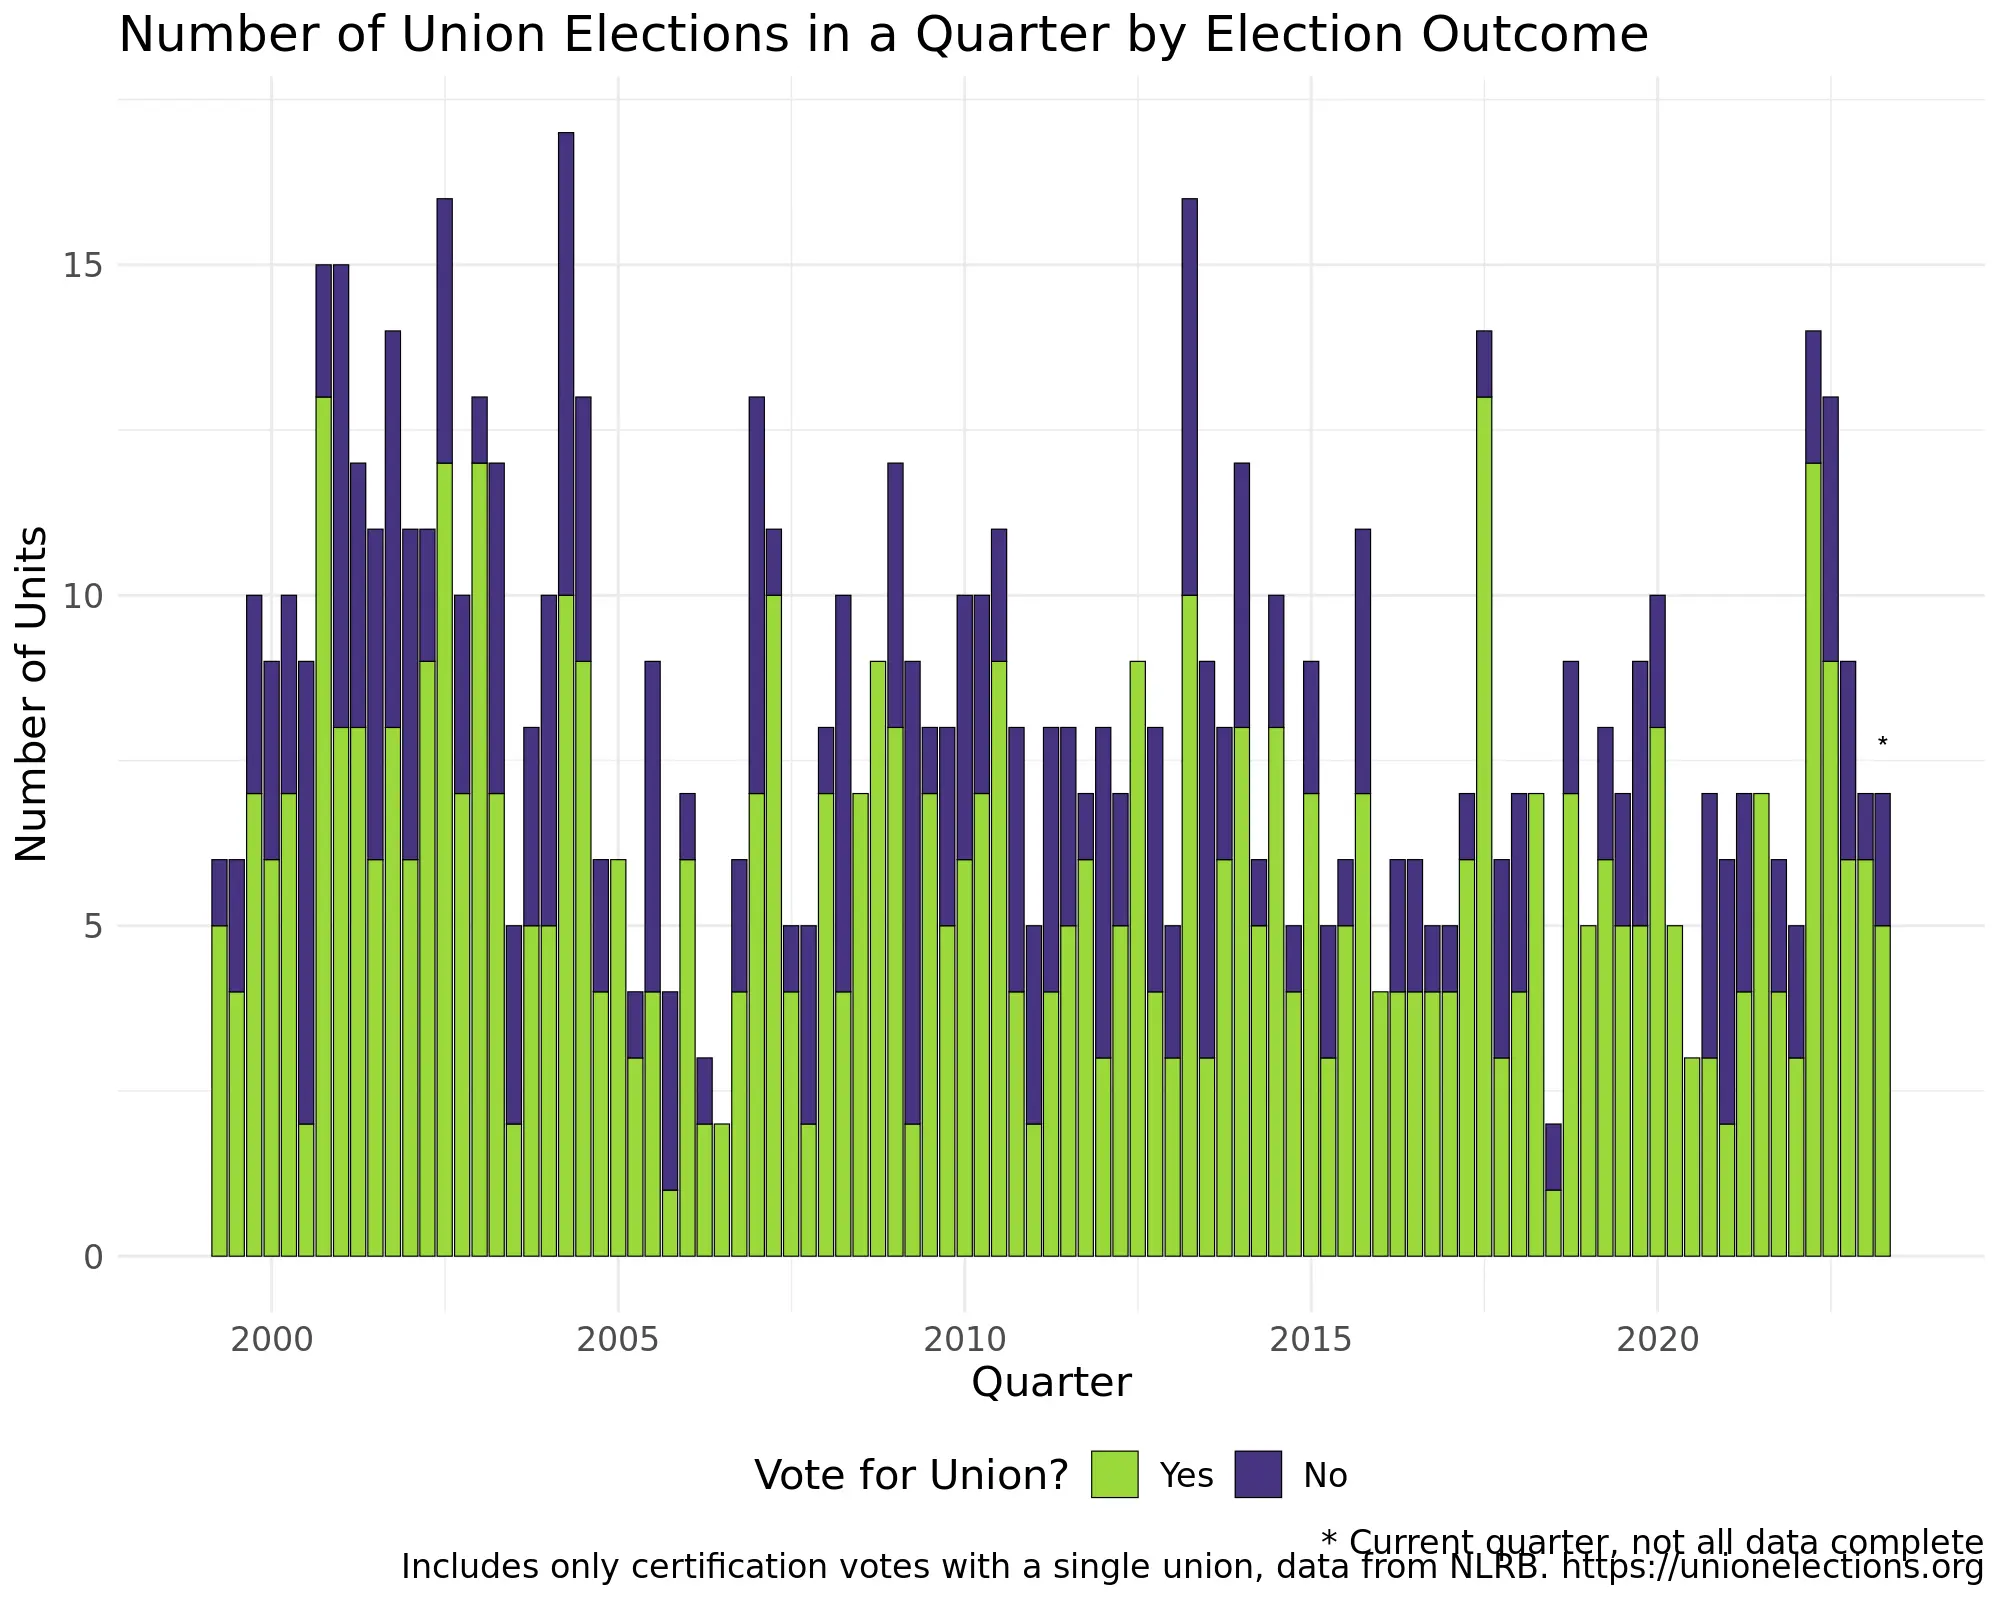 Number of Union Elections in a Quarter by Election Outcome
Number of Units
15
10
5
0
*
2000 2005 2010 2015 2020
Quarter
Vote for Union? Yes No
* Current quarter, not all data complete
Includes only certification votes with a single union, data from NLRB. https://unionelections.org